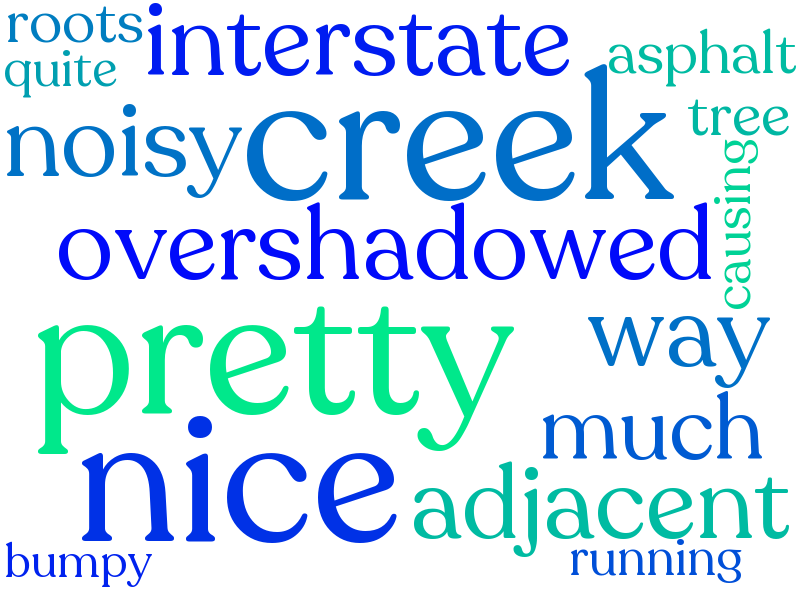 roots interstate
quite asphalt
noisy creek tree
causing
overshadowed
pretty way
nice much
adjacent
bumpy running